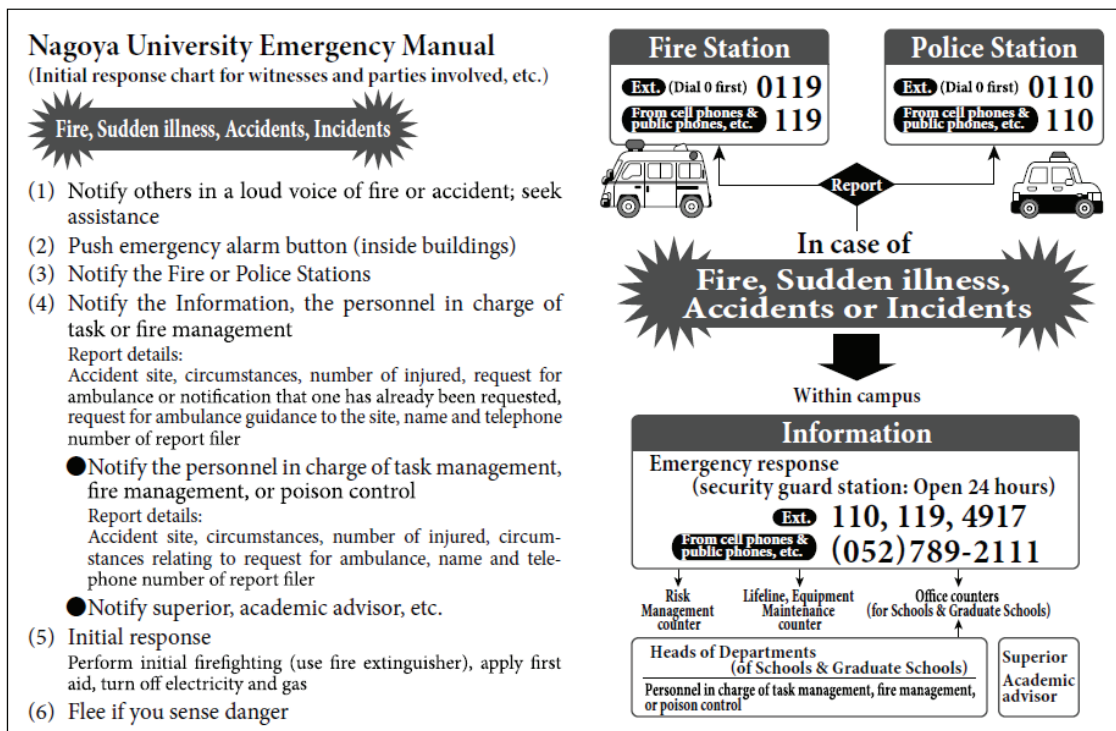 Nagoya University Emergency Manual
(Initial response chart for witnesses and parties involved, etc.)
Fire, Sudden illness, Accidents, Incidents
(1) Notify others in a loud voice of fire or accident; seek
assistance
(2) Push emergency alarm button (inside buildings)
(3) Notify the Fire or Police Stations
(4) Notify the Information, the personnel in charge of
task or fire management
Report details:
Accident site, circumstances, number of injured, request for
ambulance or notification that one has already been requested,
request for ambulance guidance to the site, name and telephone
number of report filer
●Notify the personnel in charge of task management,
fire management, or poison control
Report details:
Accident site, circumstances, number of injured, circum-
stances relating to request for ambulance, name and tele-
phone number of report filer
●Notify superior, academic advisor, etc.
(5) Initial response
Perform initial firefighting (use fire extinguisher), apply first
aid, turn off electricity and gas
(6) Flee if you sense danger
Fire Station
Ext. (Dial 0 first) 0119
From cell phones &
public phones, etc. 119
Police Station
Ext. (Dial 0 first) 0110
From cell phones &
public phones, etc. 110
Report
In case of
Fire, Sudden illness,
Accidents or Incidents
Within campus
Information
Emergency response
(security guard station: Open 24 hours)
Ext. 110, 119, 4917
From cell phones &
public phones, etc. (052)789-2111
Risk
Management
counter
Lifeline, Equipment
Maintenance
counter
Office counters
(for Schools & Graduate Schools)
Heads of Departments
(of Schools & Graduate Schools)
Personnel in charge of task management, fire management,
or poison control
Superior
Academic
advisor